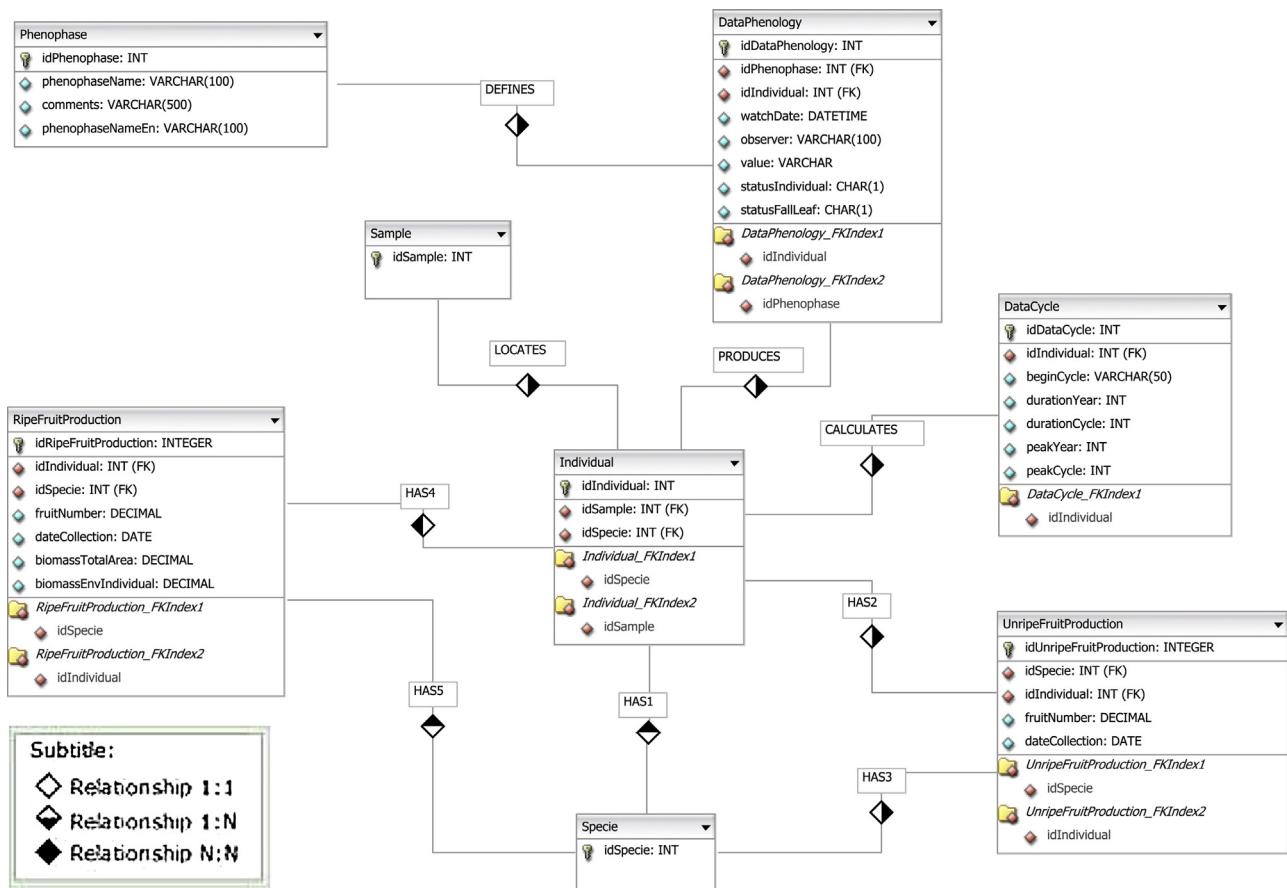 Phenophase
idPhenophase: INT
phenophaseName: VARCHAR(100)
comments: VARCHAR(500)
phenophaseNameEn: VARCHAR(100)
DEFINES
DataPhenology
idDataPhenology: INT
idPhenophase: INT (FK)
idIndividual: INT (FK)
watchDate: DATETIME
observer: VARCHAR(100)
value: VARCHAR
statusIndividual: CHAR(1)
statusFallLeaf: CHAR(1)
DataPhenology_FKIndex1
idIndividual
DataPhenology_FKIndex2
idPhenophase
Sample
idSample: INT
LOCATES
PRODUCES
DataCycle
idDataCycle: INT
idIndividual: INT (FK)
beginCycle: VARCHAR(50)
durationYear: INT
durationCycle: INT
peakYear: INT
peakCycle: INT
DataCycle_FKIndex1
idIndividual
CALCULATES
RipeFruitProduction
idRipeFruitProduction: INTEGER
idIndividual: INT (FK)
idSpecie: INT (FK)
fruitNumber: DECIMAL
dateCollection: DATE
biomassTotalArea: DECIMAL
biomassEnvIndividual: DECIMAL
RipeFruitProduction_FKIndex1
idSpecie
RipeFruitProduction_FKIndex2
idIndividual
HAS4
Individual
idIndividual: INT
idSample: INT (FK)
idSpecie: INT (FK)
Individual_FKIndex1
idSpecie
Individual_FKIndex2
idSample
HAS2
UnripeFruitProduction
idUnripeFruitProduction: INTEGER
idSpecie: INT (FK)
idIndividual: INT (FK)
fruitNumber: DECIMAL
dateCollection: DATE
UnripeFruitProduction_FKIndex1
idSpecie
UnripeFruitProduction_FKIndex2
idIndividual
HAS5
HAS1
HAS3
Specie
idSpecie: INT
Subtitle:
Relationship 1:1
Relationship 1:N
Relationship N:N